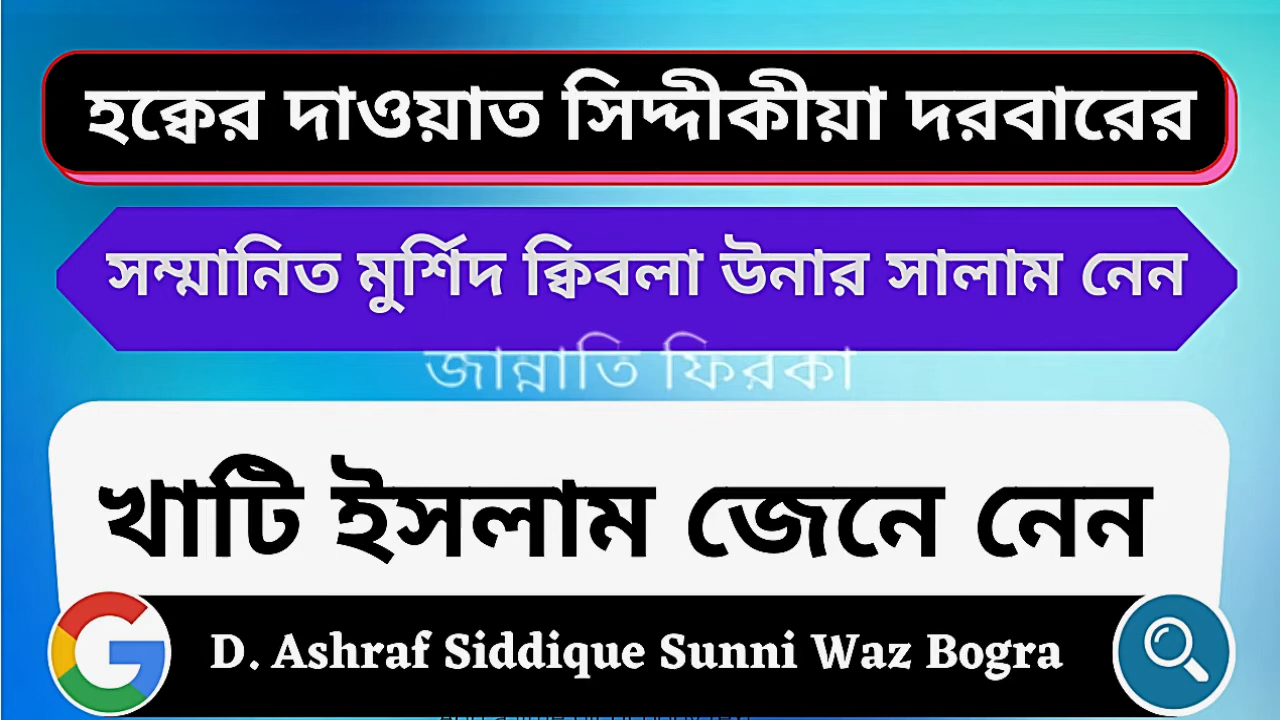 হক্বের দাওয়াত সিদ্দীকীয়া দরবারের
সম্মানিত মুর্শিদ ক্বিবলা উনার সালাম নেন
জান্নাতি ফিরকা
খাটি ইসলাম জেনে নেন
D. Ashraf Siddique Sunni Waz Bogra